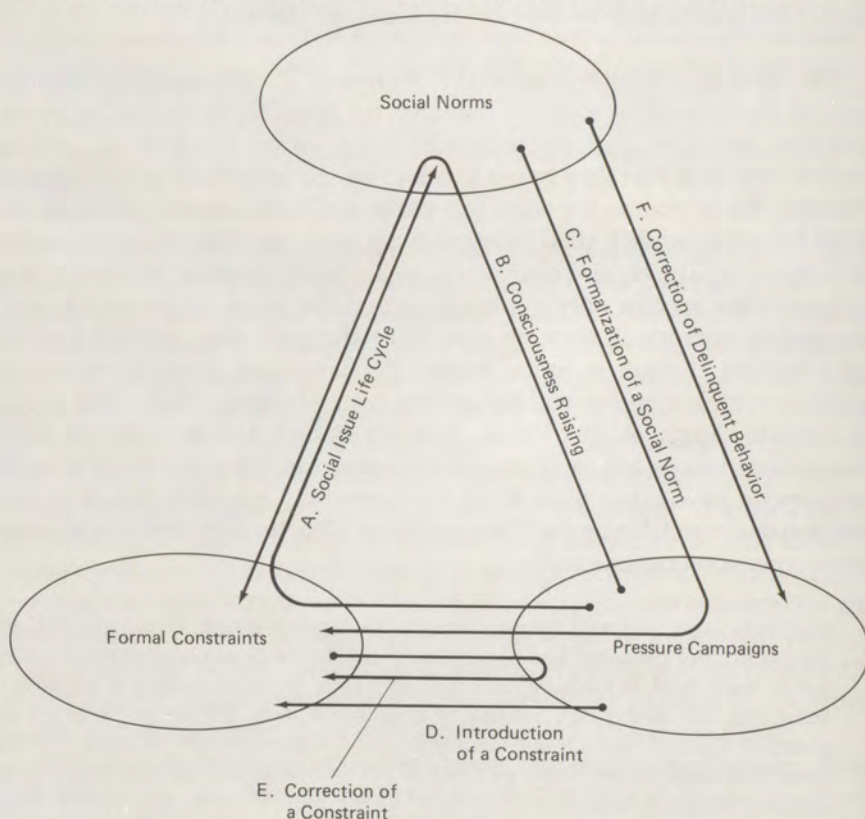 Social Norms
A. Social Issue Life Cycle
B. Consciousness Raising
C. Formalization of a Social Norm
F. Correction of Delinquent Behavior
Formal Constraints
Pressure Campaigns
D. Introduction
of a Constraint
E. Correction of
a Constraint